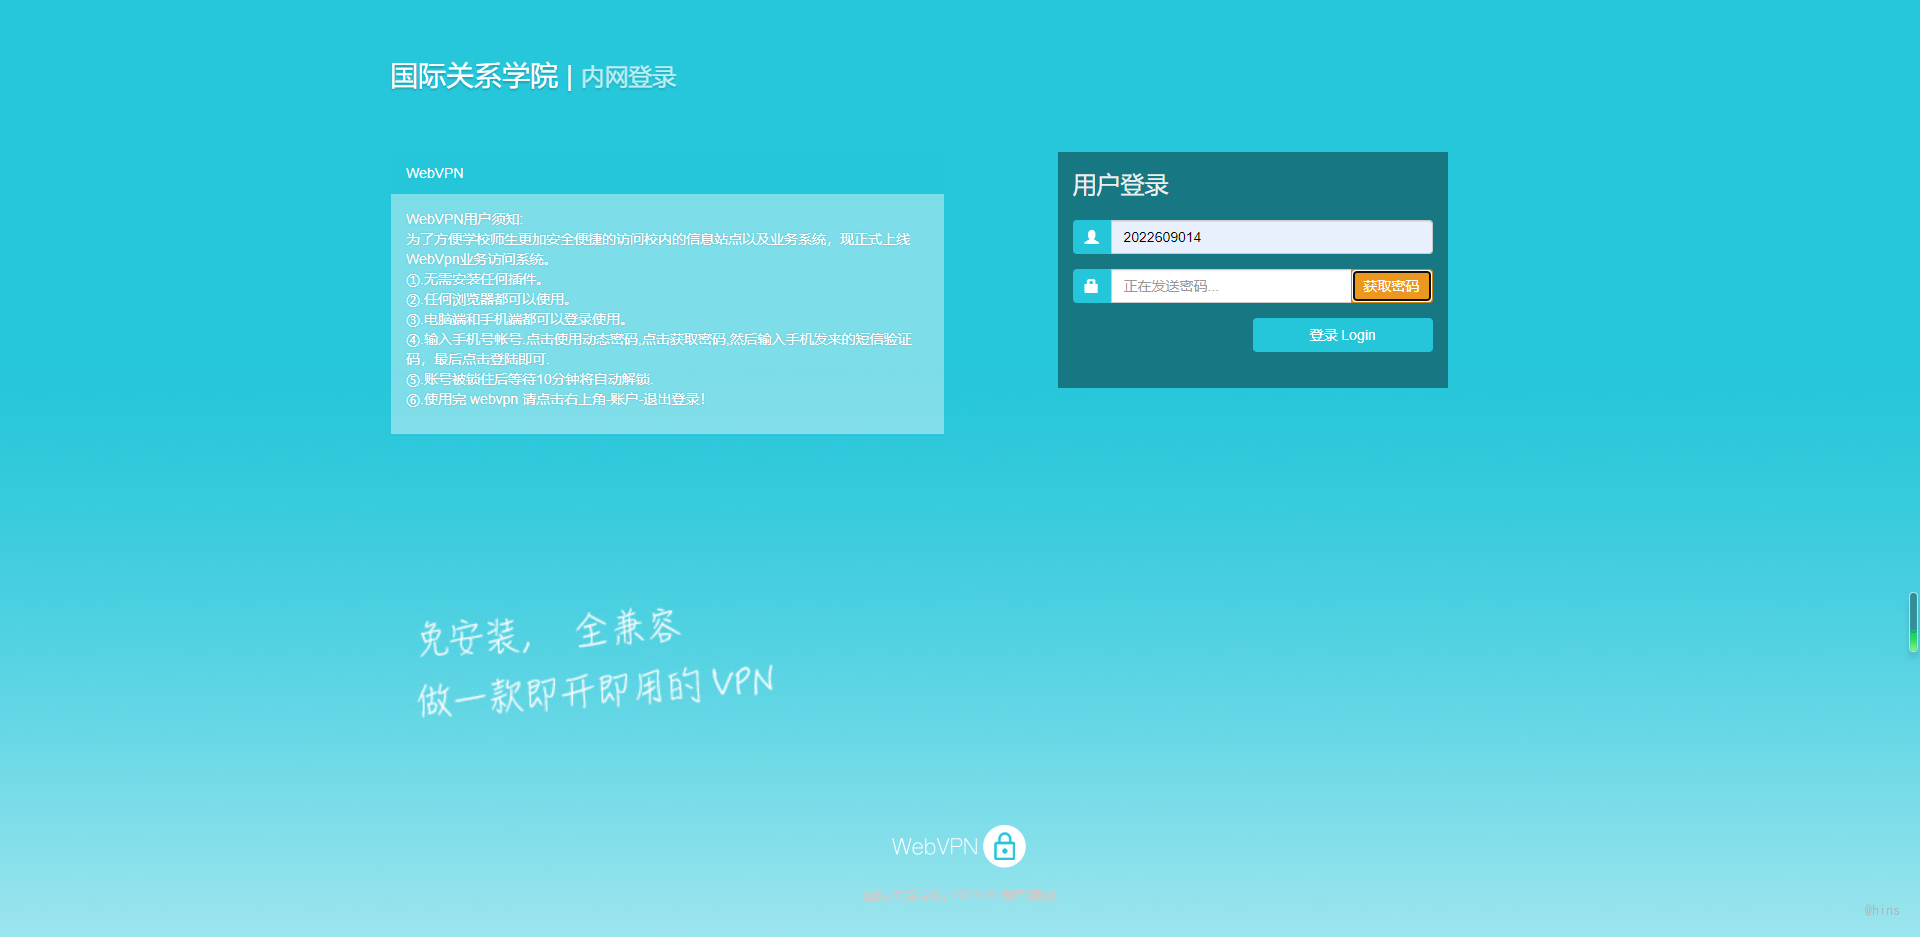 国际关系学院 | 内网登录
WebVPN
WebVPN用户须知:
为了方便学校师生更加安全便捷的访问校内的信息站点以及业务系统，现正式上线
WebVpn业务访问系统。
①.无需安装任何插件。
②.任何浏览器都可以使用。
③.电脑端和手机端都可以登录使用。
④.输入手机号帐号.点击使用动态密码,点击获取密码,然后输入手机发来的短信验证
码，最后点击登陆即可.
⑤.账号被锁住后等待10分钟将自动解锁.
⑥.使用完 webvpn 请点击右上角-账户-退出登录！
用户登录
2022609014
正在发送密码...
获取密码
登录 Login
免安装， 全兼容
做一款即开即用的 VPN
WebVPN
@hins